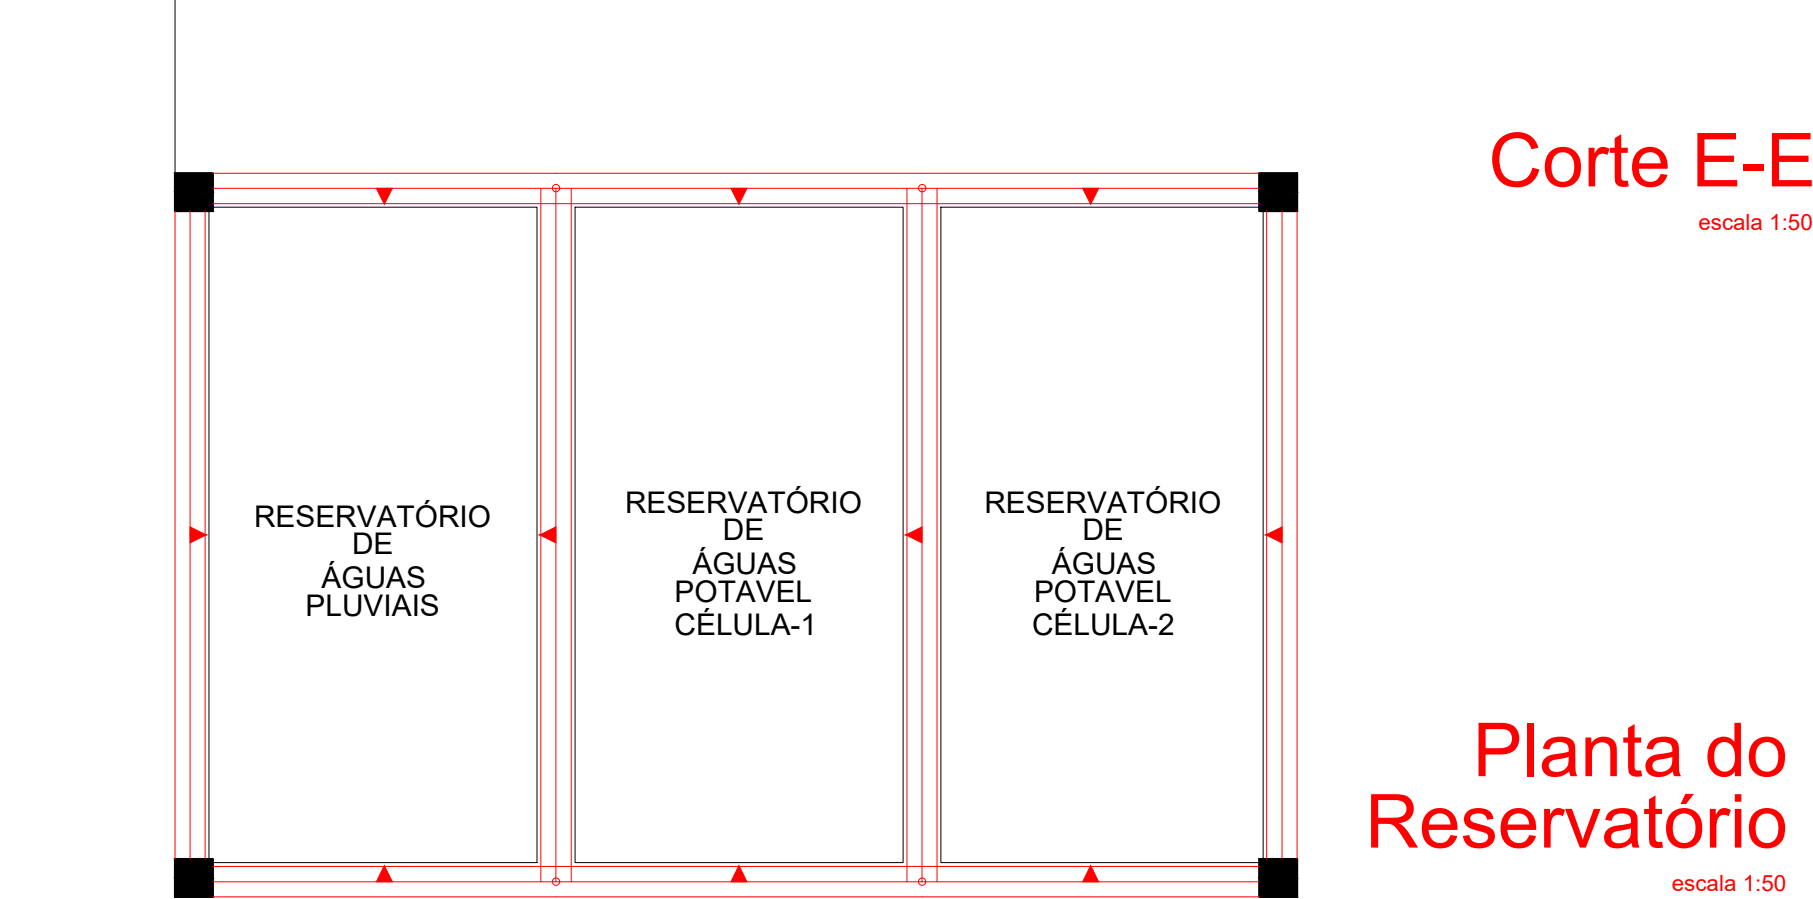 Corte E-E
escala 1:50
RESERVATÓRIO
DE
ÁGUAS
PLUVIAIS
RESERVATÓRIO
DE
ÁGUAS
POTAVEL
CÉLULA-1
RESERVATÓRIO
DE
ÁGUAS
POTAVEL
CÉLULA-2
Planta do
Reservatório
escala 1:50